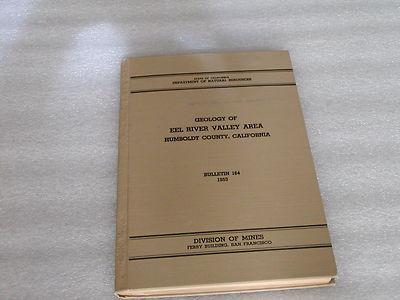 STATE OF CALIFORNIA
DEPARTMENT OF NATURAL RESOURCES
GEOLOGY OF
EEL RIVER VALLEY AREA
HUMBOLDT COUNTY, CALIFORNIA
BULLETIN 164
1953
DIVISION OF MINES
FERRY BUILDING, SAN FRANCISCO